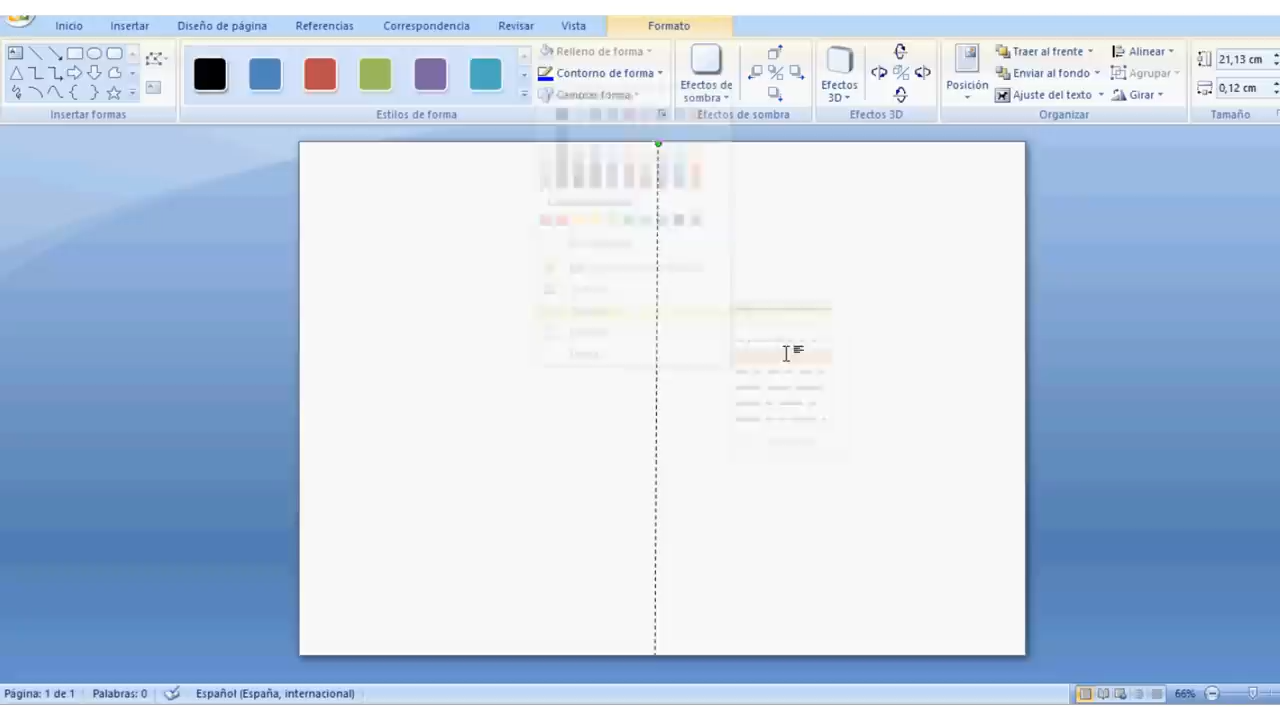 Inicio Insertar Diseño de página Referencias Correspondencia Revisar Vista Formato
Relleno de forma
Contorno de forma
Cambiar forma
Efectos de
sombra
Efectos
3D
Posición
Traer al frente
Enviar al fondo
Ajuste del texto
Alinear
Agrupar
Girar
21,13 cm
0,12 cm
Insertar formas Estilos de forma Efectos de sombra Efectos 3D Organizar Tamaño
Página: 1 de 1 Palabras: 0 Español (España, internacional) 66%